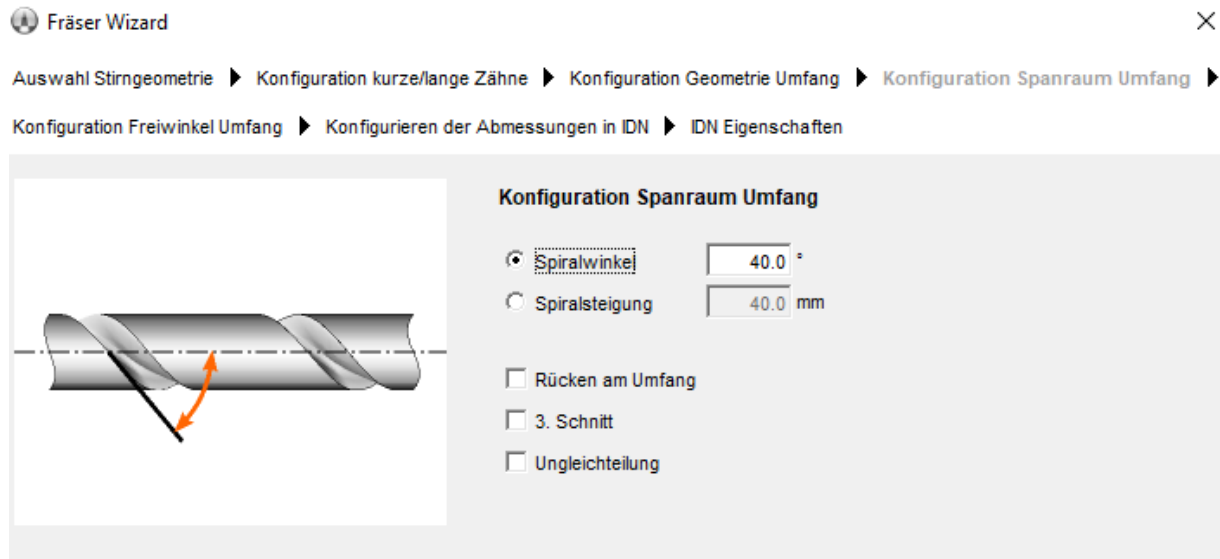 Fräser Wizard
Auswahl Stirngeometrie ▶ Konfiguration kurze/lange Zähne ▶ Konfiguration Geometrie Umfang ▶ Konfiguration Spanraum Umfang ▶
Konfiguration Freiwinkel Umfang ▶ Konfigurieren der Abmessungen in IDN ▶ IDN Eigenschaften
Konfiguration Spanraum Umfang
Spiralwinkel 40.0 °
Spiralsteigung 40.0 mm
Rücken am Umfang
3. Schnitt
Ungleichteilung